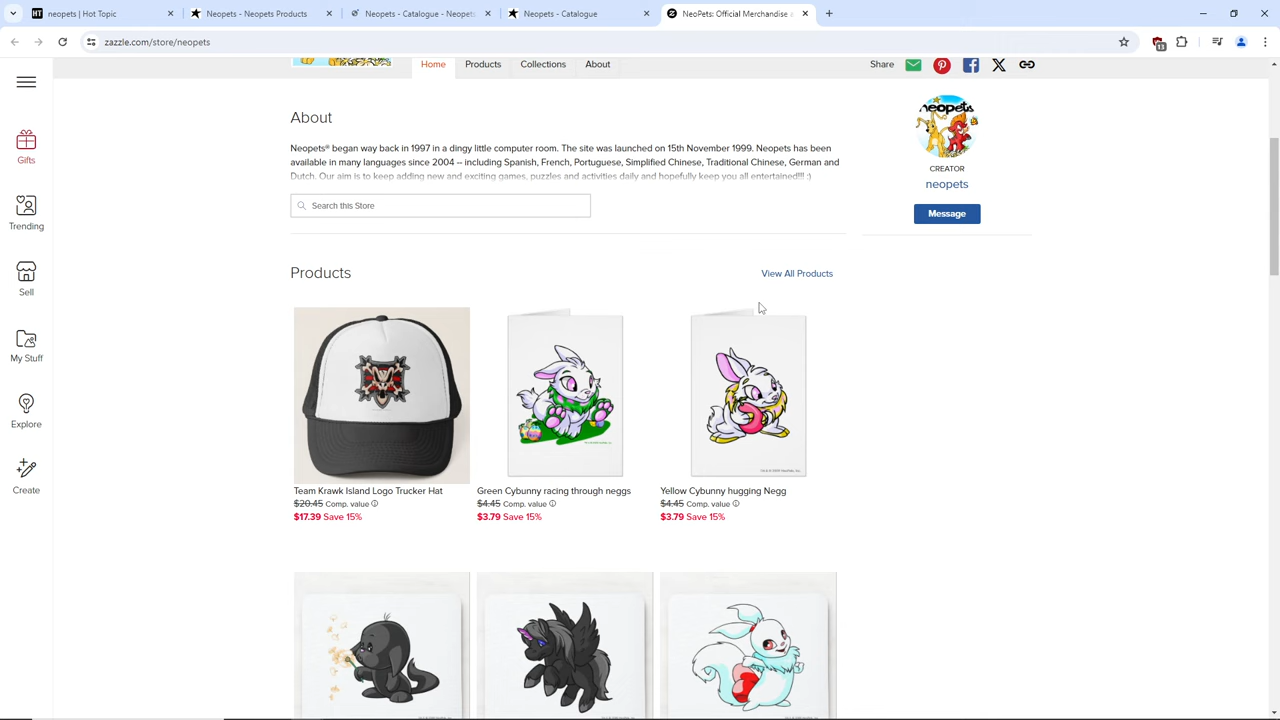 neopets | Hot Topic
Neopets - Neopets Products
Neopets - Catalogue - Neopets
Neopets - Catalogue
NeoPets: Official Merchandise a
zazzle.com/store/neopets
11
Home
Products
Collections
About
Share
Gifts
Trending
Sell
My Stuff
Explore
Create
About
Neopets® began way back in 1997 in a dingy little computer room. The site was launched on 15th November 1999. Neopets has been
available in many languages since 2004 -- including Spanish, French, Portuguese, Simplified Chinese, Traditional Chinese, German and
Dutch. Our aim is to keep adding new and exciting games, puzzles and activities daily and hopefully keep you all entertained!!! :)
Search this Store
neopets
CREATOR
neopets
Message
Products
View All Products
Team Krawk Island Logo Trucker Hat
$20.45 Comp. value
$17.39 Save 15%
Green Cybunny racing through neggs
$4.45 Comp. value
$3.79 Save 15%
Yellow Cybunny hugging Negg
$4.45 Comp. value
$3.79 Save 15%